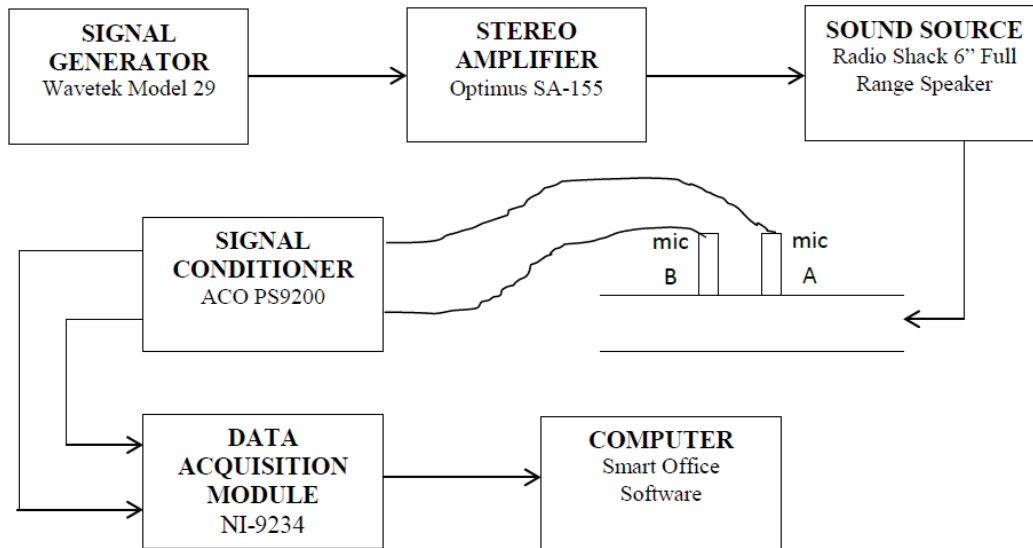 SIGNAL
GENERATOR
Wavetek Model 29
STEREO
AMPLIFIER
Optimus SA-155
SOUND SOURCE
Radio Shack 6” Full
Range Speaker
SIGNAL
CONDITIONER
ACO PS9200
mic
B
mic
A
DATA
ACQUISITION
MODULE
NI-9234
COMPUTER
Smart Office
Software